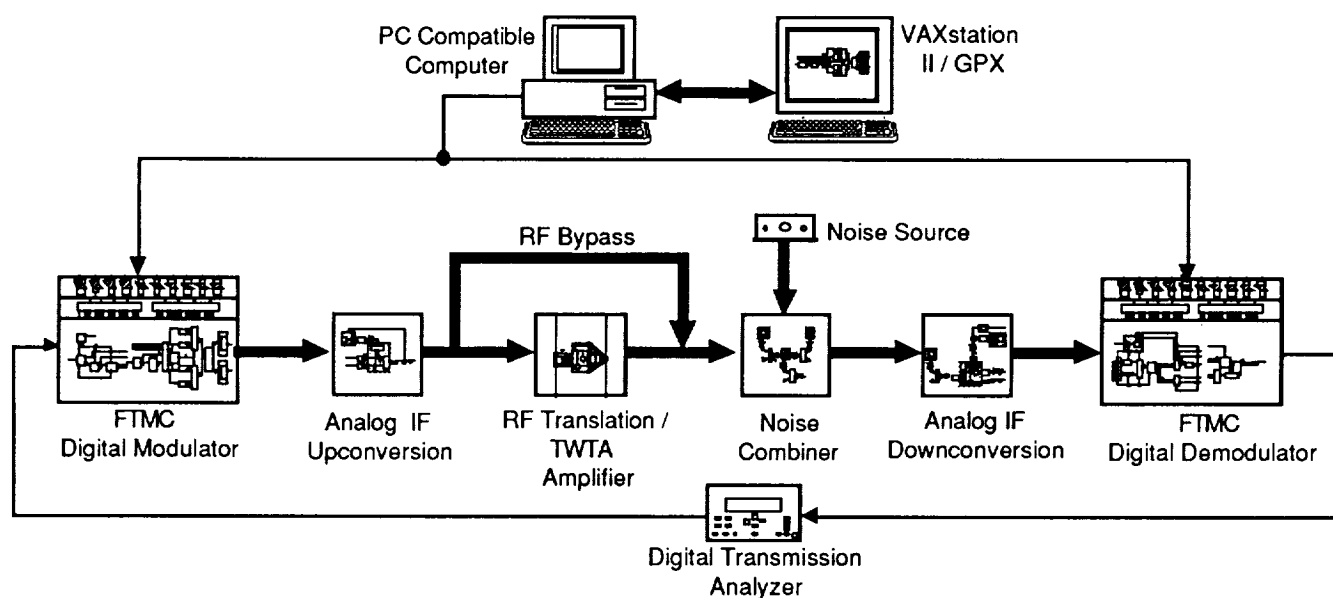 PC Compatible
Computer
VAXstation
II / GPX
RF Bypass
Noise Source
FTMC
Digital Modulator
Analog IF
Upconversion
RF Translation /
TWTA
Amplifier
Noise
Combiner
Analog IF
Downconversion
FTMC
Digital Demodulator
Digital Transmission
Analyzer